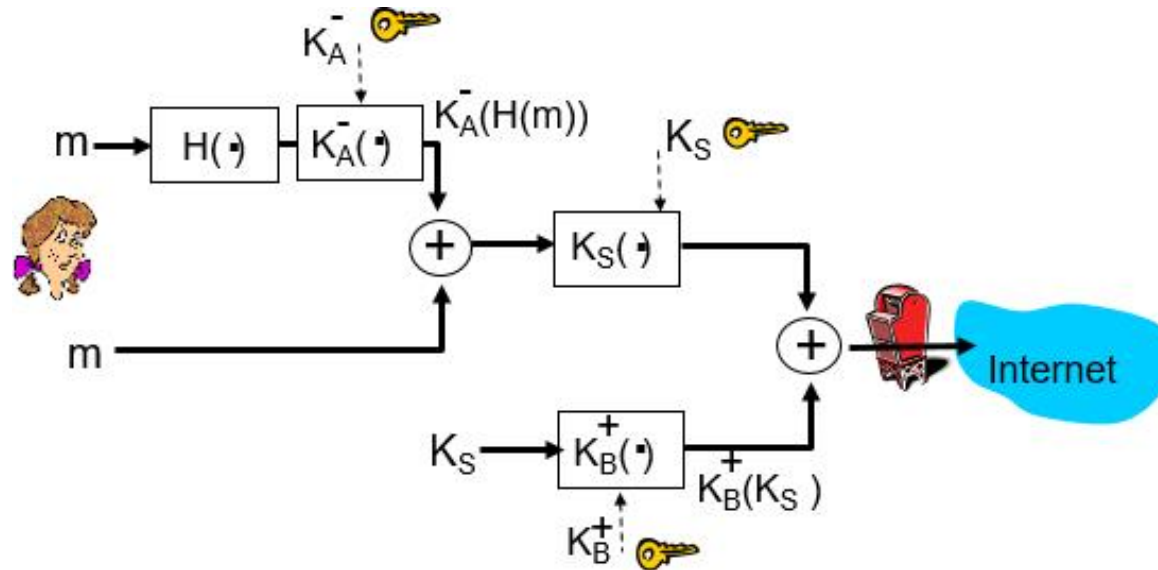 K_A^-
m
H(·)
K_A^-(·)
K_A^-(H(m))
K_S
+
K_S(·)
m
+
Internet
K_S
K_B^+(·)
K_B^+(K_S)
K_B^+